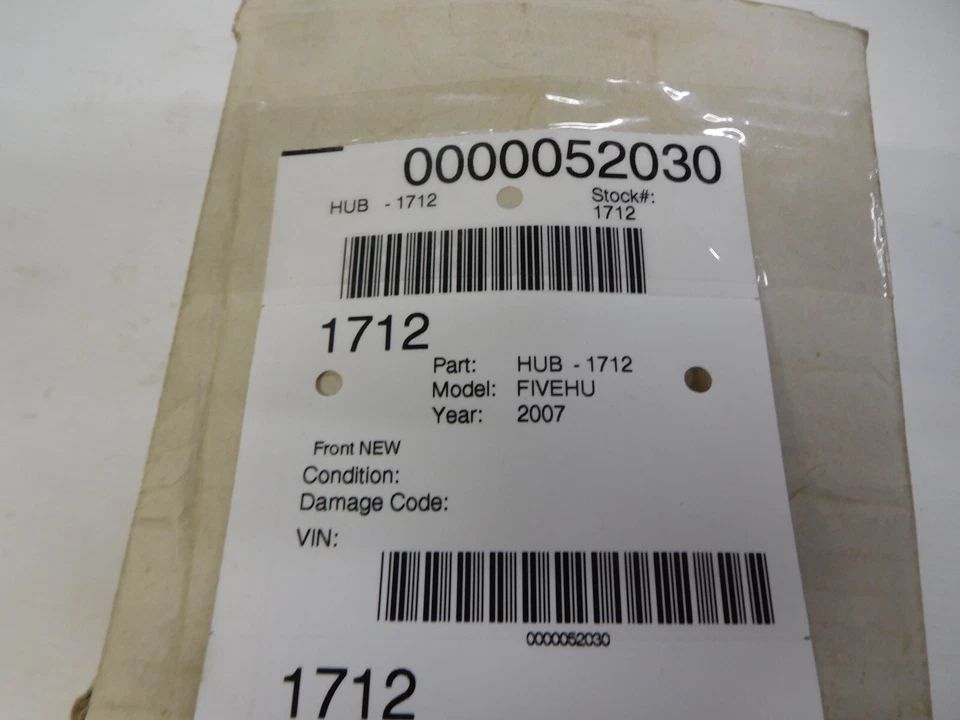 0000052030
HUB - 1712
Stock#:
1712
1712
Part: HUB - 1712
Model: FIVEHU
Year: 2007
Front NEW
Condition:
Damage Code:
VIN:
0000052030
1712